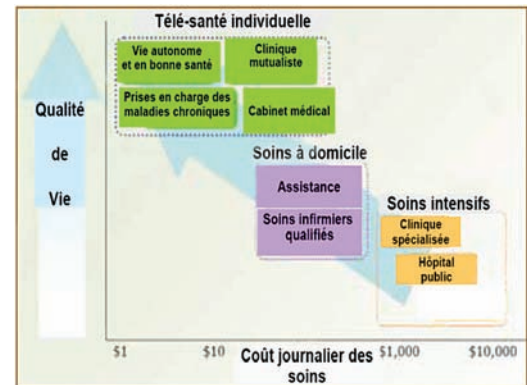 Télé-santé individuelle
Vie autonome
et en bonne santé
Clinique
mutualiste
Prises en charge des
maladies chroniques
Cabinet médical
Qualité
de
Vie
Soins à domicile
Assistance
Soins infirmiers
qualifiés
Soins intensifs
Clinique
spécialisée
Hôpital
public
$1
$10
$1,000
$10,000
Coût journalier des
soins